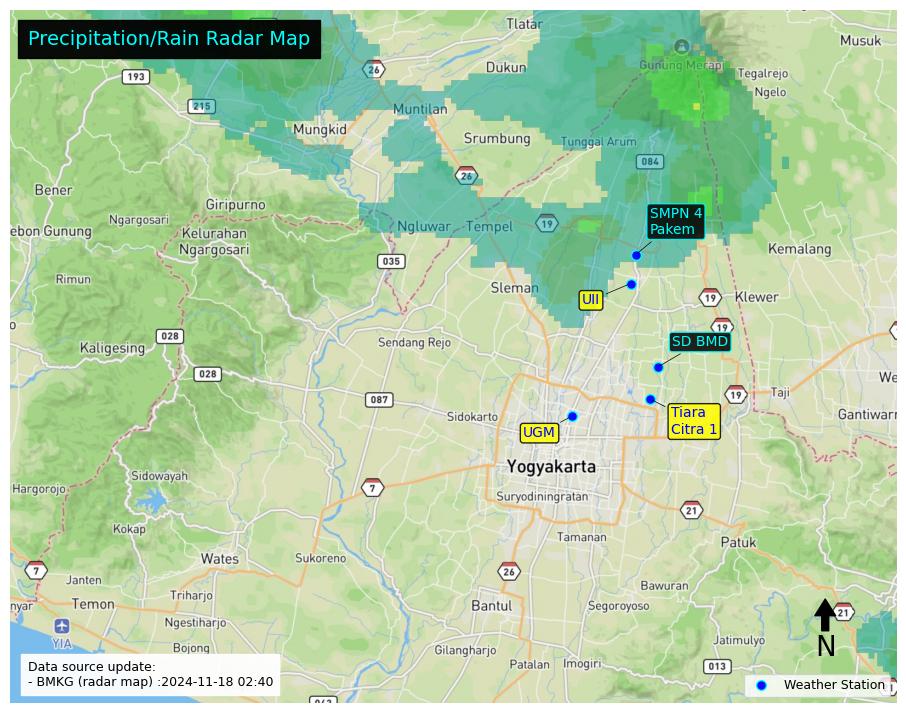 Precipitation/Rain Radar Map
Tlatar
Musuk
26
193
Dukun
Gunung Merapi
Tegalrejo
Ngelo
215
Muntilan
Mungkid
Srumbung
Tunggal Arum
084
26
Bener
Giripurno
SMPN 4
Pakem
Ngargosari
ebon Gunung
Kelurahan
Ngargosari
Ngluwar
Tempel
19
Kemalang
035
Rimun
Sleman
UII
19
Klewer
19
028
Sendang Rejo
SD BMD
Kaligesing
028
We
087
19
Taji
Sidokarto
Tiara
Citra 1
Gantiwarn
UGM
Yogyakarta
Sidowayah
Hargorojo
7
Suryodiningratan
21
Kokap
Tamanan
Patuk
Wates
Sukoreno
7
26
Janten
Bawuran
Triharjo
nyar
Temon
Bantul
Segoroyoso
21
Ngestiharjo
N
YIA
Bojong
Gilangharjo
Jatimulyo
Patalan
Imogiri
013
Data source update:
- BMKG (radar map) :2024-11-18 02:40
Weather Station